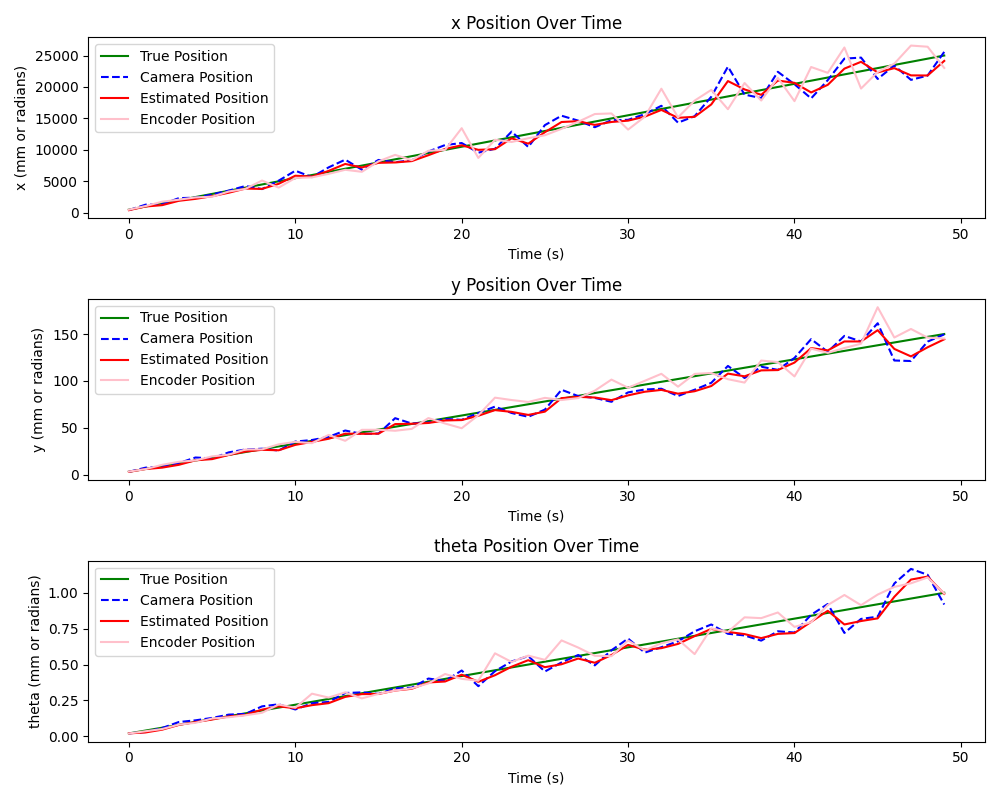 x Position Over Time
True Position
Camera Position
Estimated Position
Encoder Position
x (mm or radians)
25000
20000
15000
10000
5000
0
0 10 20 30 40 50
Time (s)
y Position Over Time
True Position
Camera Position
Estimated Position
Encoder Position
y (mm or radians)
150
100
50
0
0 10 20 30 40 50
Time (s)
theta Position Over Time
True Position
Camera Position
Estimated Position
Encoder Position
theta (mm or radians)
1.00
0.75
0.50
0.25
0.00
0 10 20 30 40 50
Time (s)